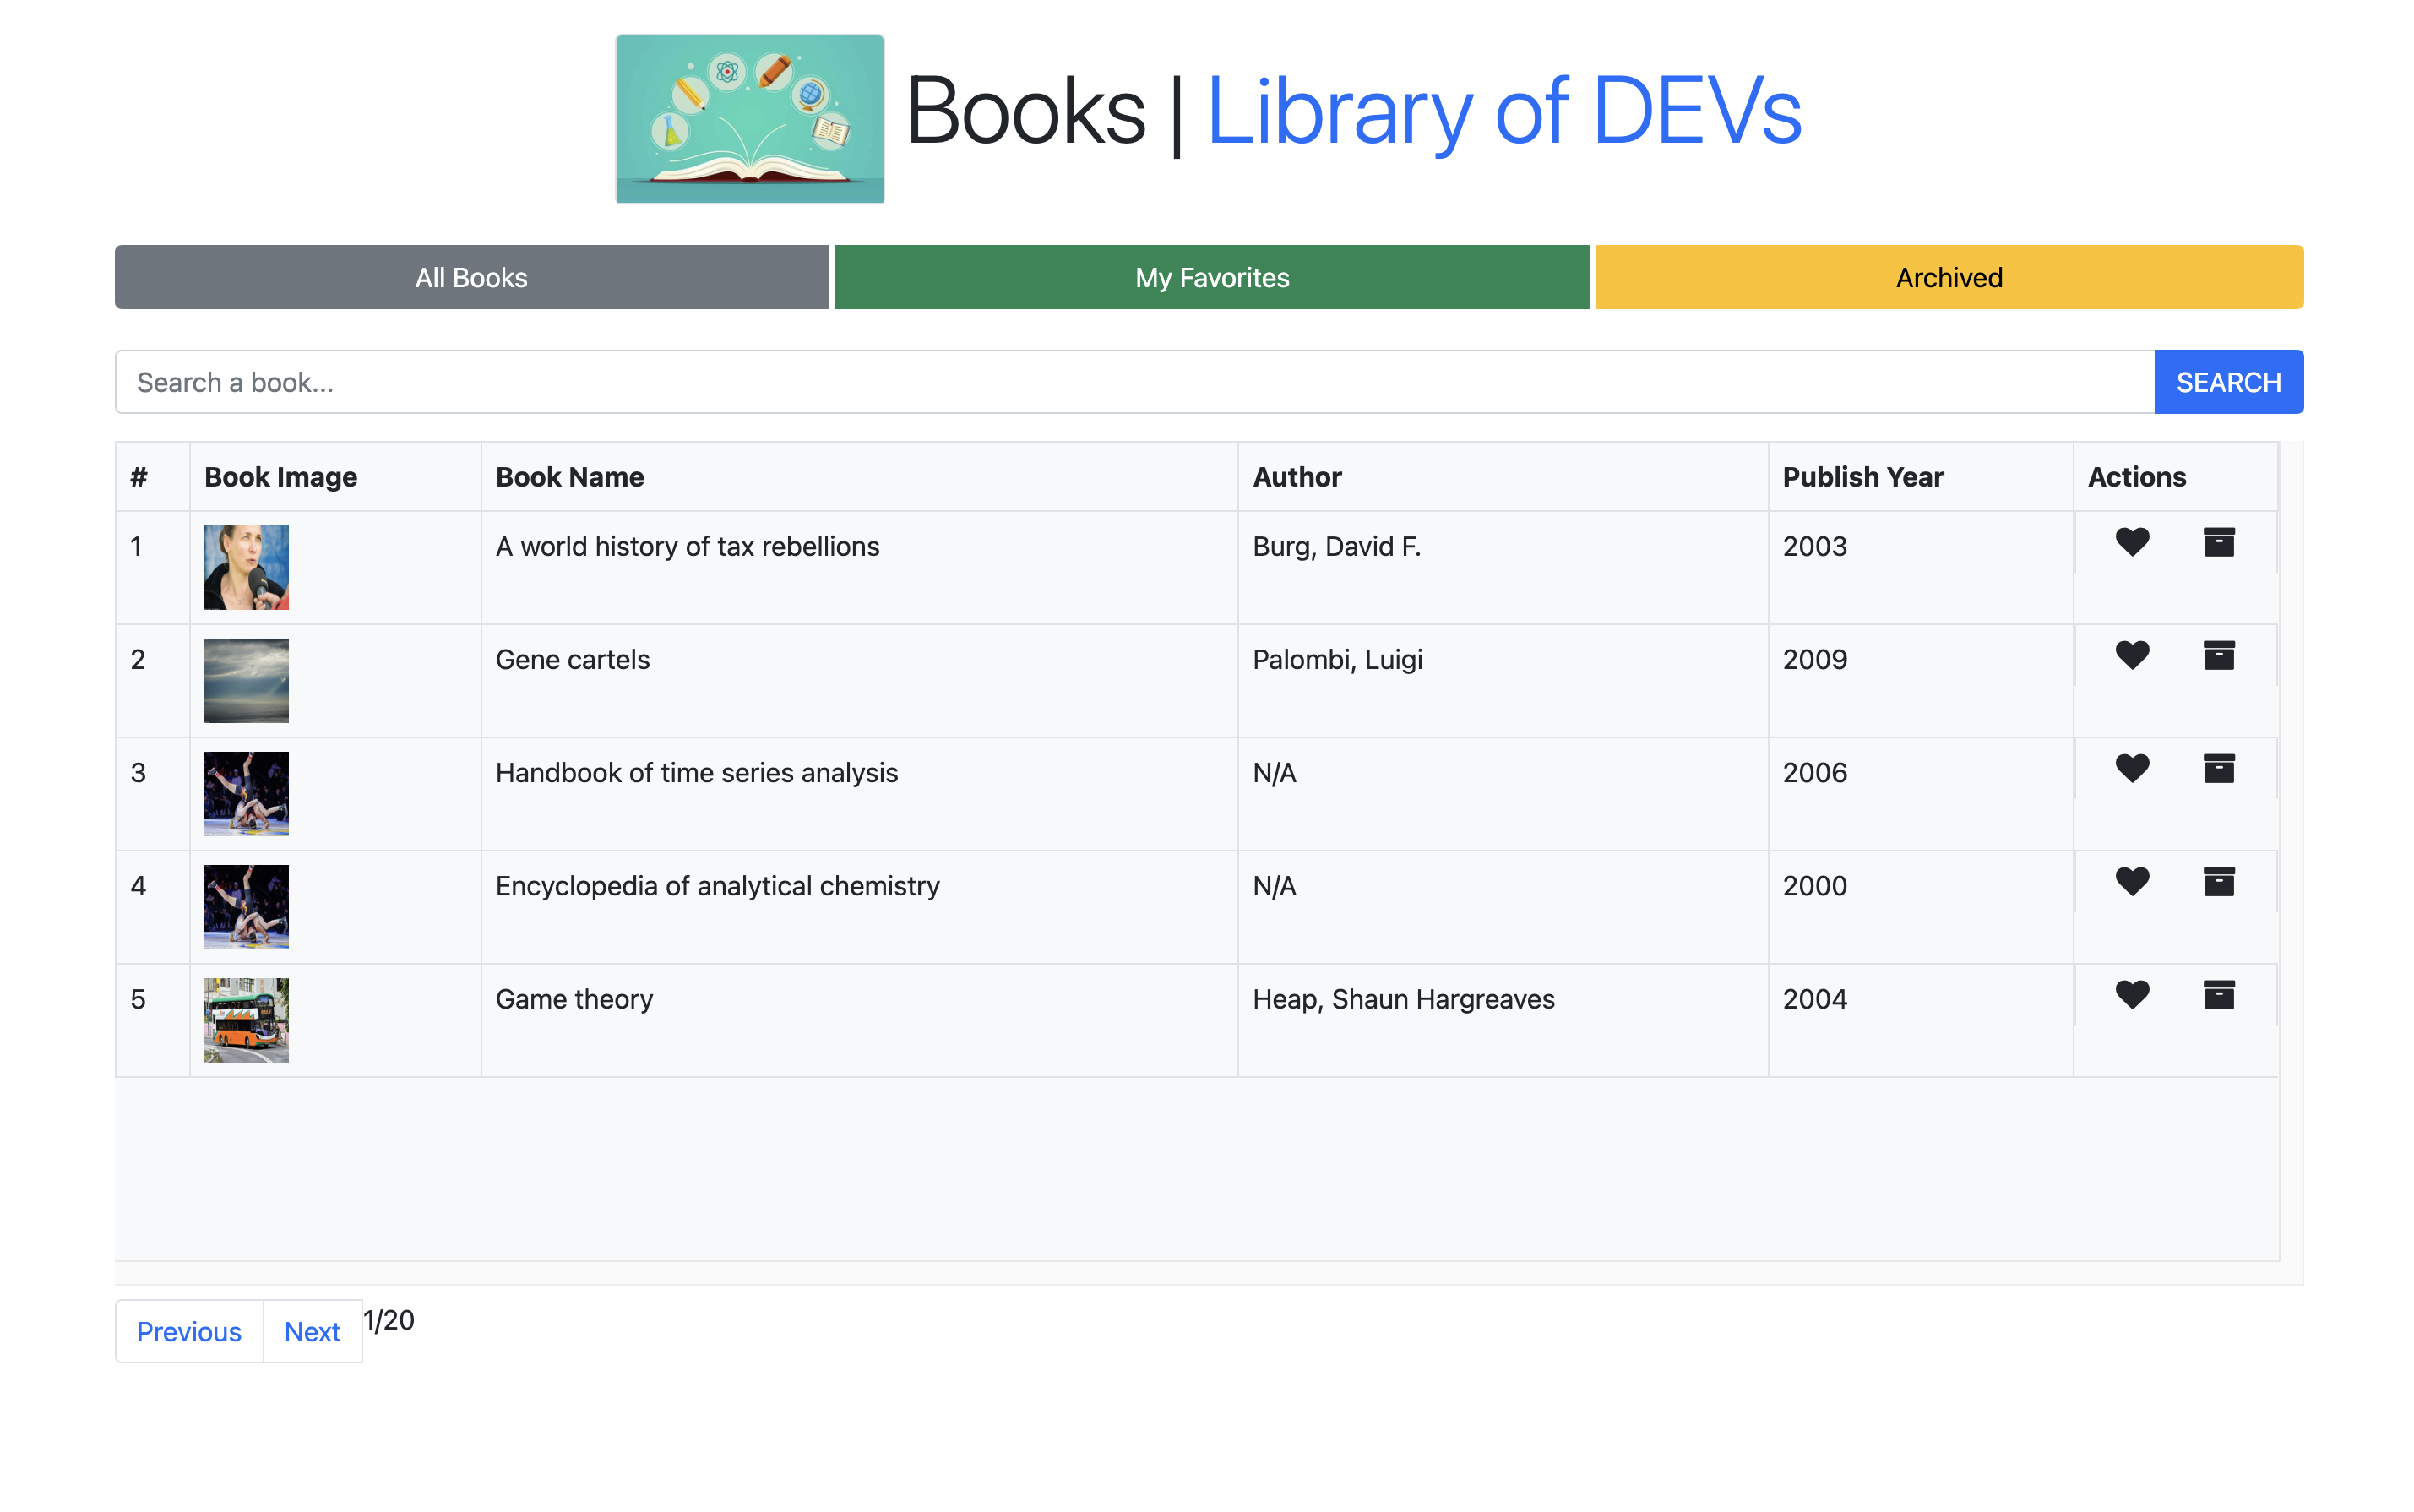 Books | Library of DEVs
All Books My Favorites Archived
Search a book... SEARCH
# Book Image Book Name Author Publish Year Actions
1 A world history of tax rebellions Burg, David F. 2003
2 Gene cartels Palombi, Luigi 2009
3 Handbook of time series analysis N/A 2006
4 Encyclopedia of analytical chemistry N/A 2000
5 Game theory Heap, Shaun Hargreaves 2004
Previous Next 1/20